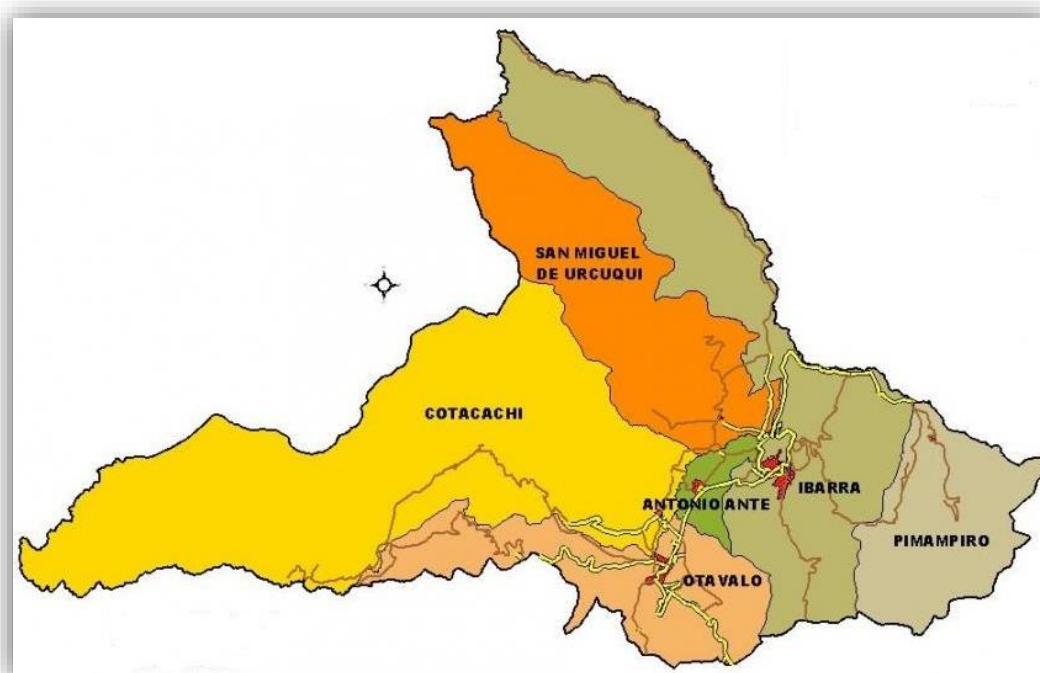 SAN MIGUEL
DE URCUQUI
COTACACHI
ANTONIO ANTE
IBARRA
PIMAMPIRO
OTAVALO